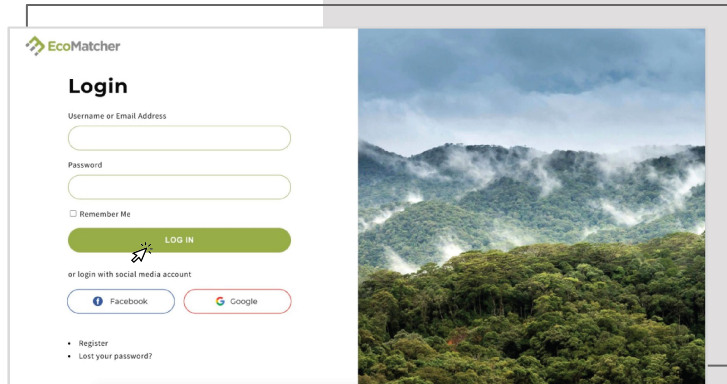 EcoMatcher
Login
Username or Email Address
Password
Remember Me
LOG IN
or login with social media account
Facebook
Google
Register
Lost your password?